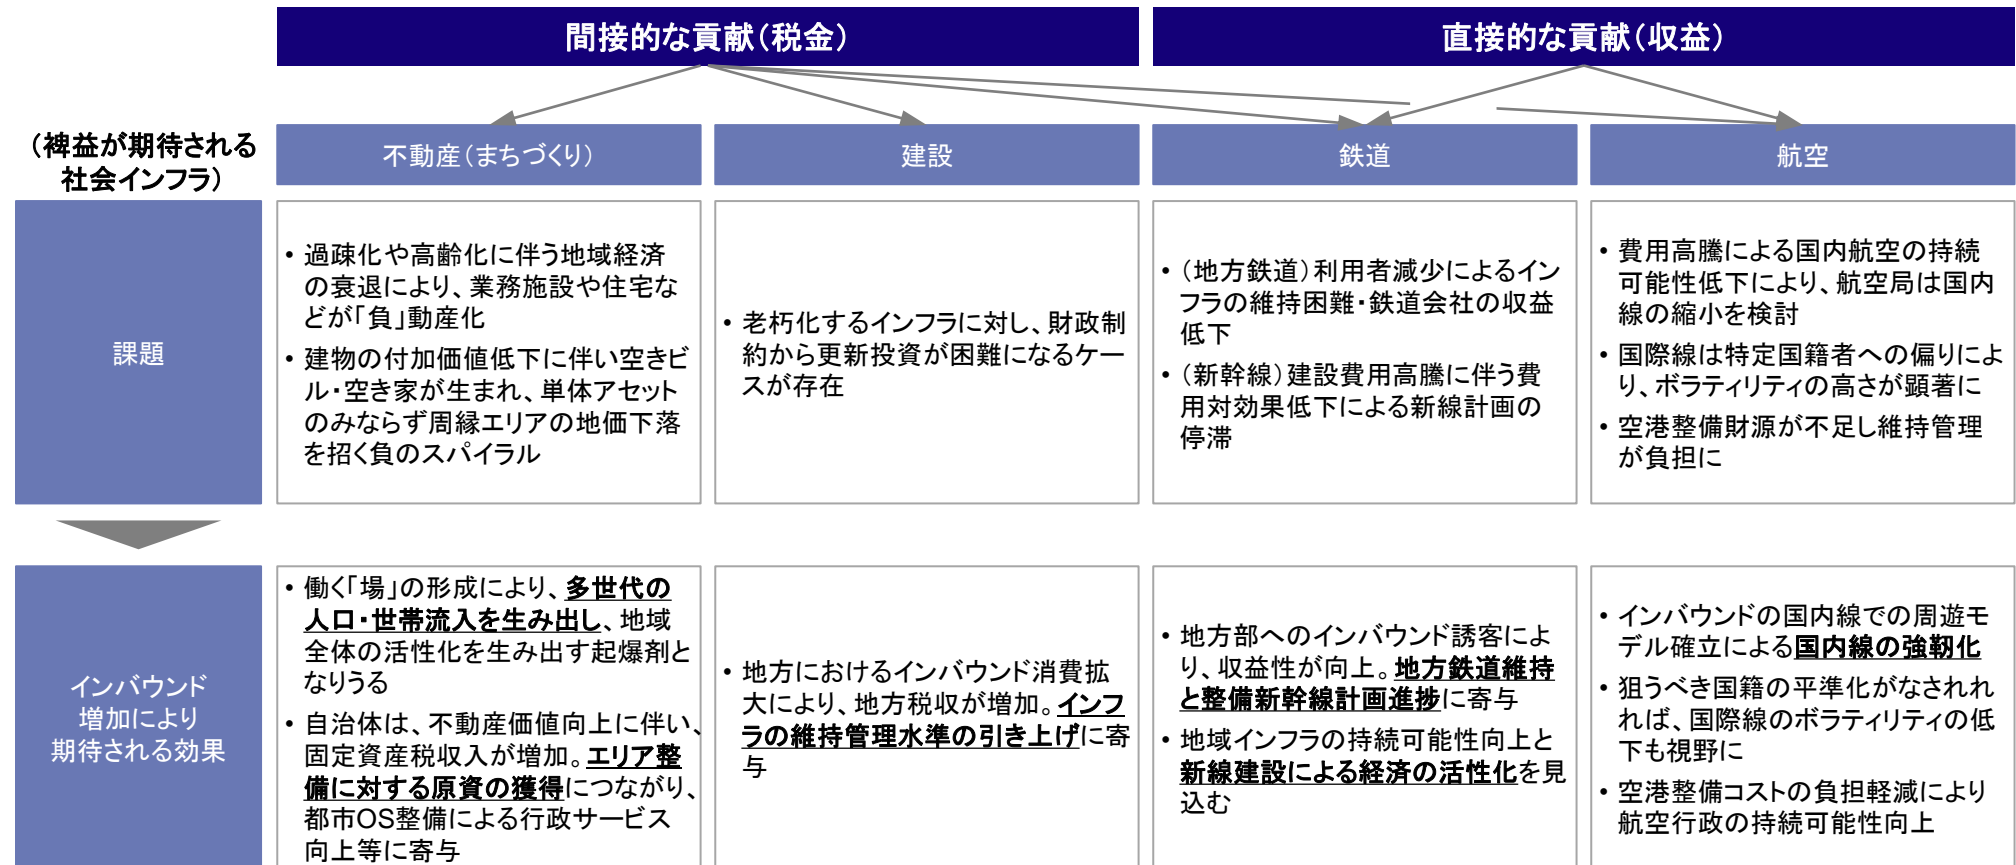 間接的な貢献（税金）
直接的な貢献（収益）
（裨益が期待される
社会インフラ）
不動産（まちづくり）
建設
鉄道
航空
課題
• 過疎化や高齢化に伴う地域経済
の衰退により、業務施設や住宅な
どが「負」動産化
• 建物の付加価値低下に伴い空きビ
ル・空き家が生まれ、単体アセット
のみならず周縁エリアの地価下落
を招く負のスパイラル
• 老朽化するインフラに対し、財政制
約から更新投資が困難になるケー
スが存在
• （地方鉄道）利用者減少によるイン
フラの維持困難・鉄道会社の収益
低下
• （新幹線）建設費用高騰に伴う費
用対効果低下による新線計画の
停滞
• 費用高騰による国内航空の持続
可能性低下により、航空局は国内
線の縮小を検討
• 国際線は特定国籍者への偏りによ
り、ボラティリティの高さが顕著に
• 空港整備財源が不足し維持管理
が負担に
インバウンド
増加により
期待される効果
• 働く「場」の形成により、多世代の
人口・世帯流入を生み出し、地域
全体の活性化を生み出す起爆剤と
なりうる
• 自治体は、不動産価値向上に伴い、
固定資産税収入が増加。エリア整
備に対する原資の獲得につながり、
都市OS整備による行政サービス
向上等に寄与
• 地方におけるインバウンド消費拡
大により、地方税収が増加。インフ
ラの維持管理水準の引き上げに寄
与
• 地方部へのインバウンド誘客によ
り、収益性が向上。地方鉄道維持
と整備新幹線計画進捗に寄与
• 地域インフラの持続可能性向上と
新線建設による経済の活性化を見
込む
• インバウンドの国内線での周遊モ
デル確立による国内線の強靭化
• 狙うべき国籍の平準化がなされれ
れば、国際線のボラティリティの低
下も視野に
• 空港整備コストの負担軽減により
航空行政の持続可能性向上